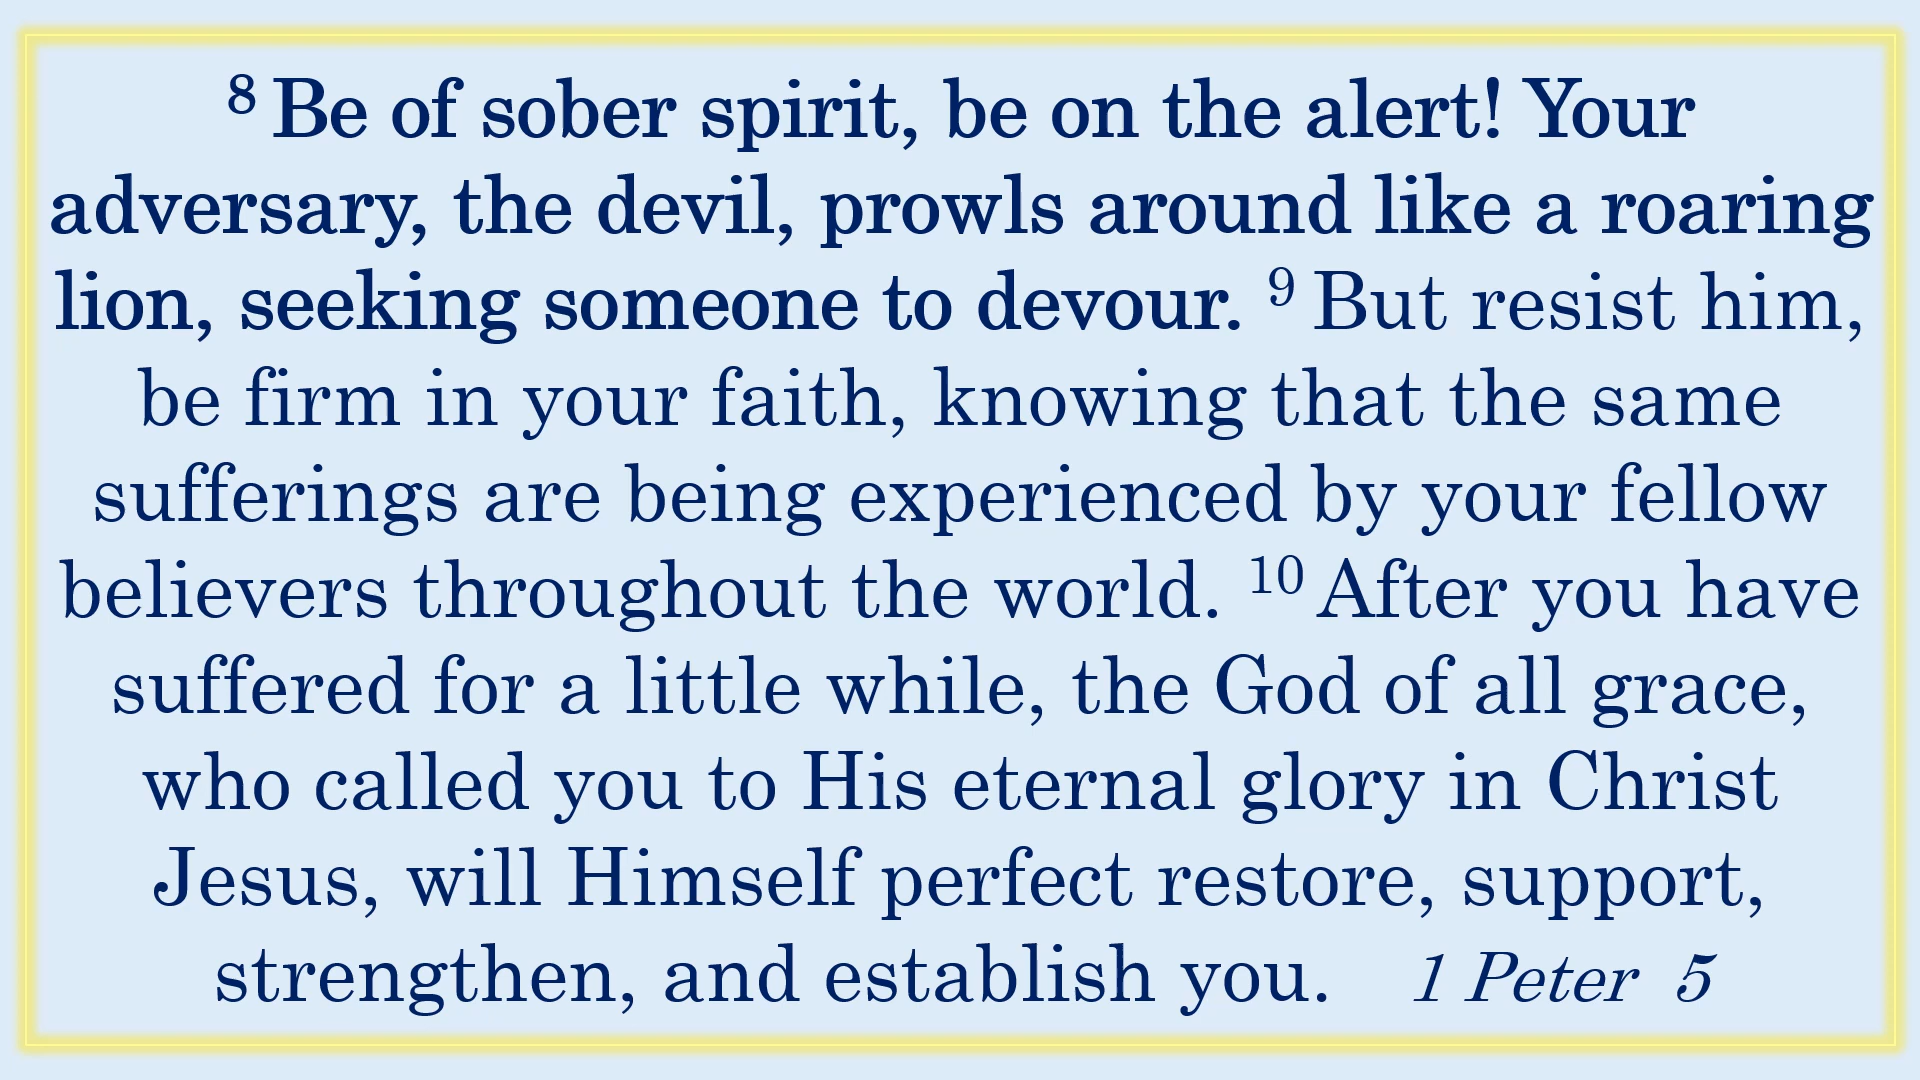 8 Be of sober spirit, be on the alert! Your
adversary, the devil, prowls around like a roaring
lion, seeking someone to devour. 9 But resist him,
be firm in your faith, knowing that the same
sufferings are being experienced by your fellow
believers throughout the world. 10 After you have
suffered for a little while, the God of all grace,
who called you to His eternal glory in Christ
Jesus, will Himself perfect restore, support,
strengthen, and establish you. 1 Peter 5